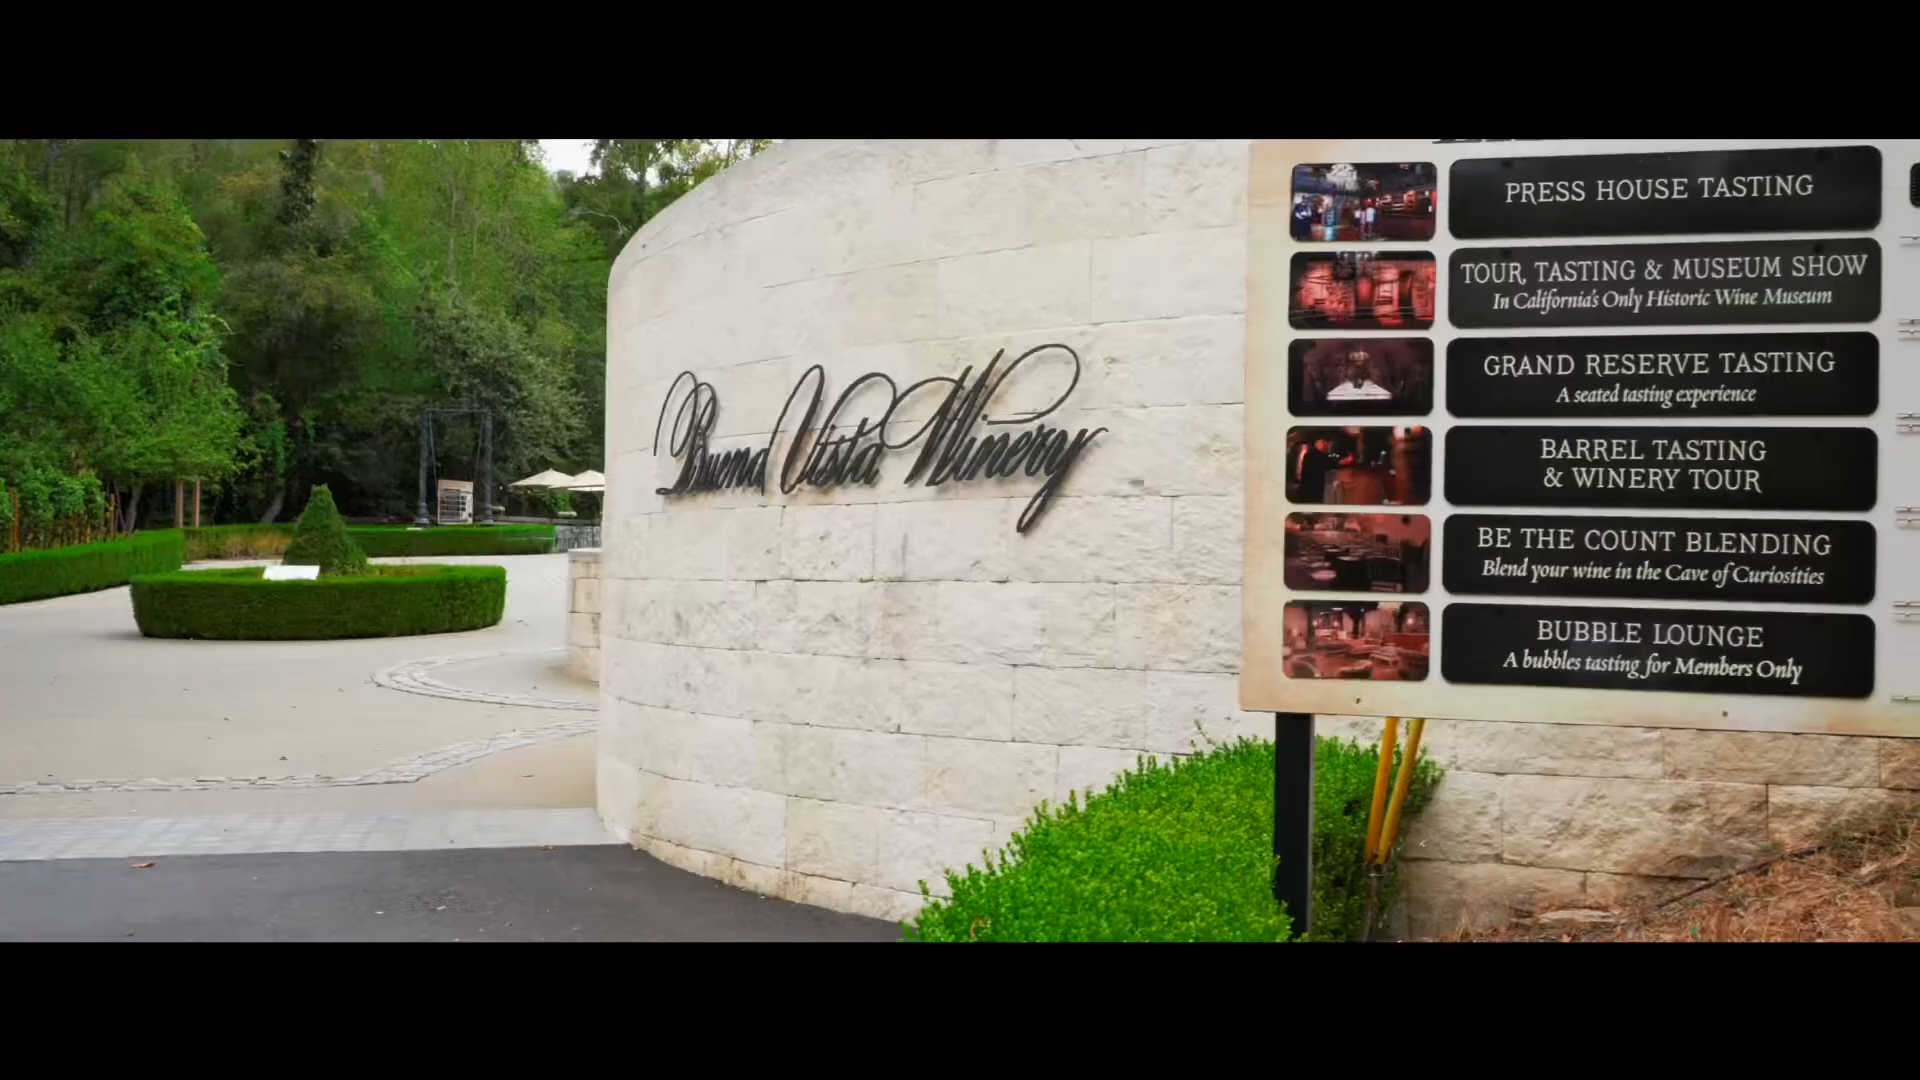 Buena Vista Winery
PRESS HOUSE TASTING
TOUR, TASTING & MUSEUM SHOW
In California's Only Historic Wine Museum
GRAND RESERVE TASTING
A seated tasting experience
BARREL TASTING
& WINERY TOUR
BE THE COUNT BLENDING
Blend your wine in the Cave of Curiosities
BUBBLE LOUNGE
A bubbles tasting for Members Only